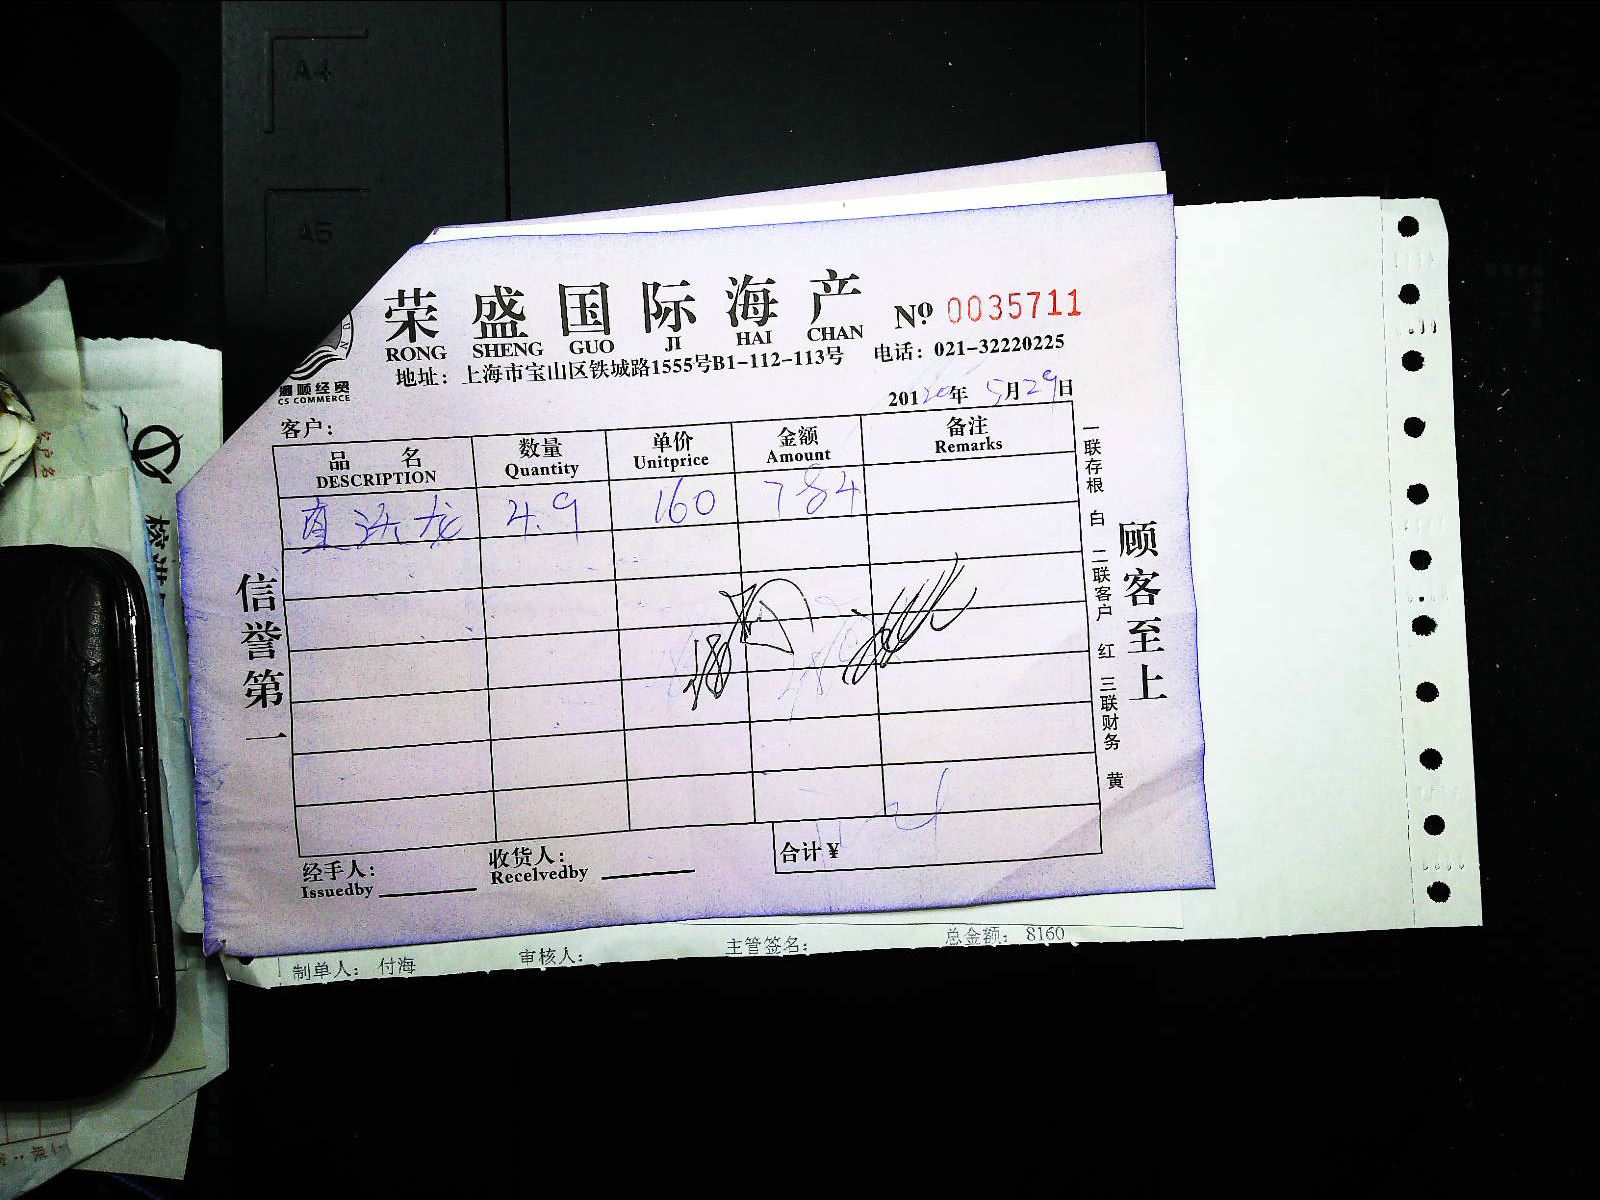 A4
A5
荣盛国际海产
RONG SHENG GUO JI HAI CHAN
№ 0035711
地址：上海市宝山区铁城路1555号B1-112-113号 电话：021-32220225
顺经贸
CS COMMERCE
年 5月29日
客户：
品名 数量 单价 金额 备注
DESCRIPTION Quantity Unitprice Amount Remarks
龙 4.9 160 784
信誉第一
顾客至上
一联存根 白 二联客户 红 三联财务 黄
合计￥
经手人： 收货人：
Issuedby Recelvedby
制单人： 付海 审核人： 主管签名： 总金额： 8160